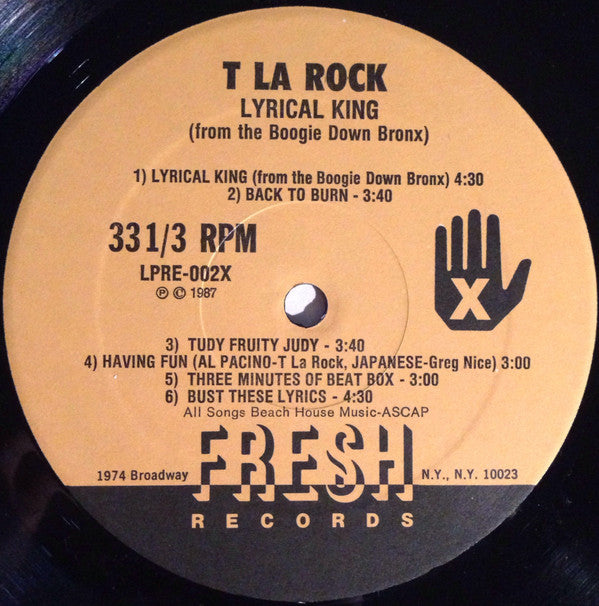 T LA ROCK
LYRICAL KING
(from the Boogie Down Bronx)
1) LYRICAL KING (from the Boogie Down Bronx) 4:30
2) BACK TO BURN - 3:40
33 1/3 RPM
LPRE-002X
℗ © 1987
X
3) TUDY FRUITY JUDY - 3:40
4) HAVING FUN (AL PACINO-T La Rock, JAPANESE-Greg Nice) 3:00
5) THREE MINUTES OF BEAT BOX - 3:00
6) BUST THESE LYRICS - 4:30
All Songs Beach House Music-ASCAP
1974 Broadway FRESH N.Y., N.Y. 10023
RECORDS